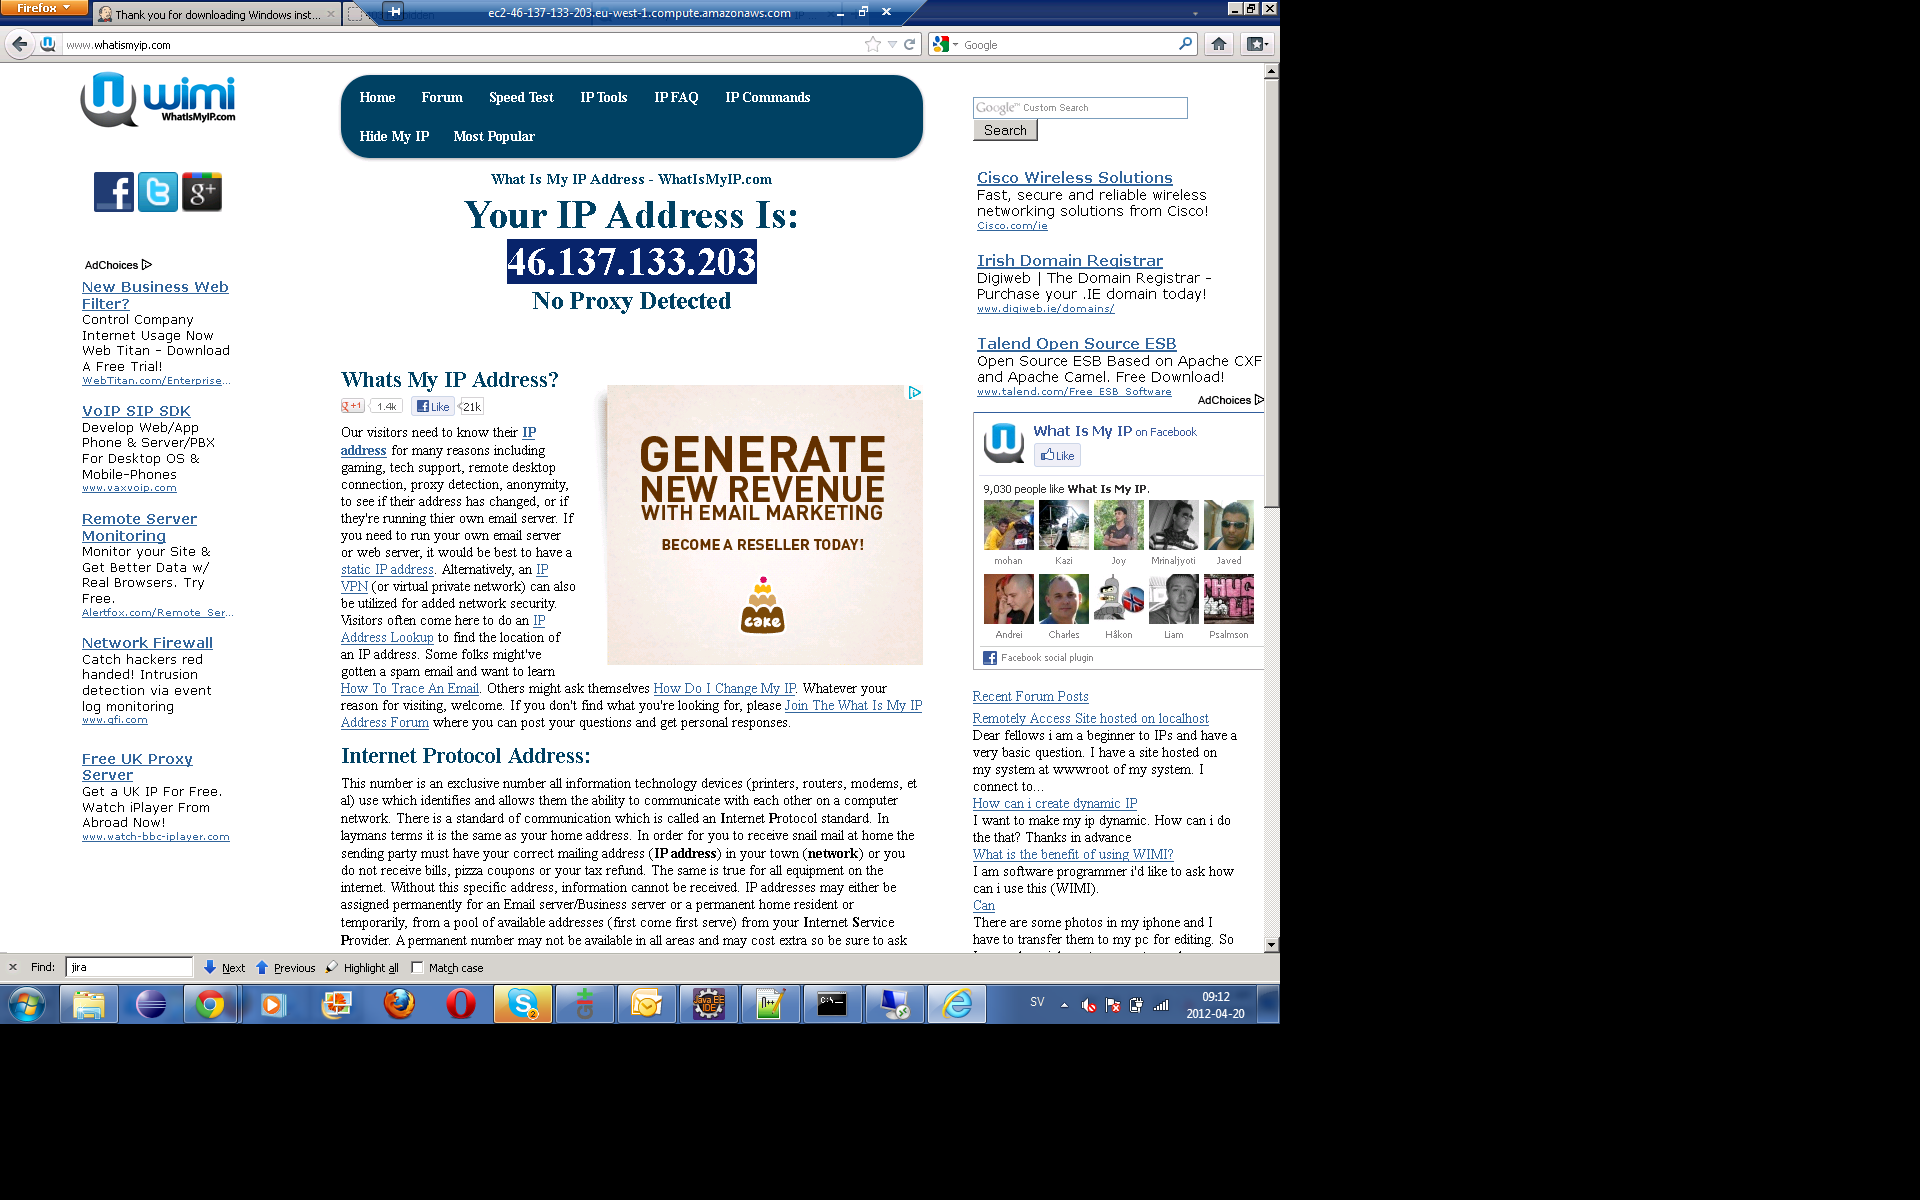 Firefox
Thank you for downloading Windows inst...
ec2-46-137-133-203.eu-west-1.compute.amazonaws.com
www.whatismyip.com
Google
wimi
WhatIsMyIP.com
Home Forum Speed Test IP Tools IP FAQ IP Commands
Hide My IP Most Popular
What Is My IP Address - WhatIsMyIP.com
Your IP Address Is:
46.137.133.203
No Proxy Detected
AdChoices
New Business Web
Filter?
Control Company
Internet Usage Now
Web Titan - Download
A Free Trial!
WebTitan.com/Enterprise...
VoIP SIP SDK
Develop Web/App
Phone & Server/PBX
For Desktop OS &
Mobile-Phones
www.vaxvoip.com
Remote Server
Monitoring
Monitor your Site &
Get Better Data w/
Real Browsers. Try
Free.
Alertfox.com/Remote_Ser...
Network Firewall
Catch hackers red
handed! Intrusion
detection via event
log monitoring
www.gfi.com
Free UK Proxy
Server
Get a UK IP For Free.
Watch iPlayer From
Abroad Now!
www.watch-bbc-iplayer.com
Whats My IP Address?
+1 1.4k Like 21k
Our visitors need to know their IP
address for many reasons including
gaming, tech support, remote desktop
connection, proxy detection, anonymity,
to see if their address has changed, or if
they're running thier own email server. If
you need to run your own email server
or web server, it would be best to have a
static IP address. Alternatively, an IP
VPN (or virtual private network) can also
be utilized for added network security.
Visitors often come here to do an IP
Address Lookup to find the location of
an IP address. Some folks might've
gotten a spam email and want to learn
How To Trace An Email. Others might ask themselves How Do I Change My IP. Whatever your
reason for visiting, welcome. If you don't find what you're looking for, please Join The What Is My IP
Address Forum where you can post your questions and get personal responses.
GENERATE
NEW REVENUE
WITH EMAIL MARKETING
BECOME A RESELLER TODAY!
cake
Internet Protocol Address:
This number is an exclusive number all information technology devices (printers, routers, modems, et
al) use which identifies and allows them the ability to communicate with each other on a computer
network. There is a standard of communication which is called an Internet Protocol standard. In
laymans terms it is the same as your home address. In order for you to receive snail mail at home the
sending party must have your correct mailing address (IP address) in your town (network) or you
do not receive bills, pizza coupons or your tax refund. The same is true for all equipment on the
internet. Without this specific address, information cannot be received. IP addresses may either be
assigned permanently for an Email server/Business server or a permanent home resident or
temporarily, from a pool of available addresses (first come first serve) from your Internet Service
Provider. A permanent number may not be available in all areas and may cost extra so be sure to ask
Google™ Custom Search
Search
Cisco Wireless Solutions
Fast, secure and reliable wireless
networking solutions from Cisco!
Cisco.com/ie
Irish Domain Registrar
Digiweb | The Domain Registrar -
Purchase your .IE domain today!
www.digiweb.ie/domains/
Talend Open Source ESB
Open Source ESB Based on Apache CXF
and Apache Camel. Free Download!
www.talend.com/Free_ESB_Software
AdChoices
What Is My IP on Facebook
Like
9,030 people like What Is My IP.
mohan Kazi Joy Mrinaljyoti Javed
Andrei Charles Håkon Liam Psalmson
Facebook social plugin
Recent Forum Posts
Remotely Access Site hosted on localhost
Dear fellows i am a beginner to IPs and have a
very basic question. I have a site hosted on
my system at wwwroot of my system. I
connect to...
How can i create dynamic IP
I want to make my ip dynamic. How can i do
the that? Thanks in advance
What is the benefit of using WIMI?
I am software programmer i'd like to ask how
can i use this (WIMI).
Can
There are some photos in my iphone and I
have to transfer them to my pc for editing. So
Find: jira Next Previous Highlight all Match case
Java EE
IDE
SV
09:12
2012-04-20